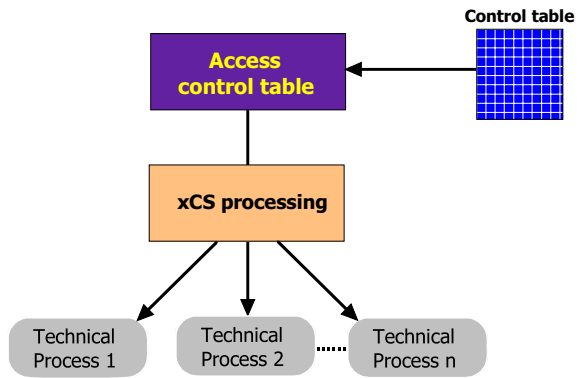 Control table
Access
control table
xCS processing
Technical
Process 1
Technical
Process 2
Technical
Process n